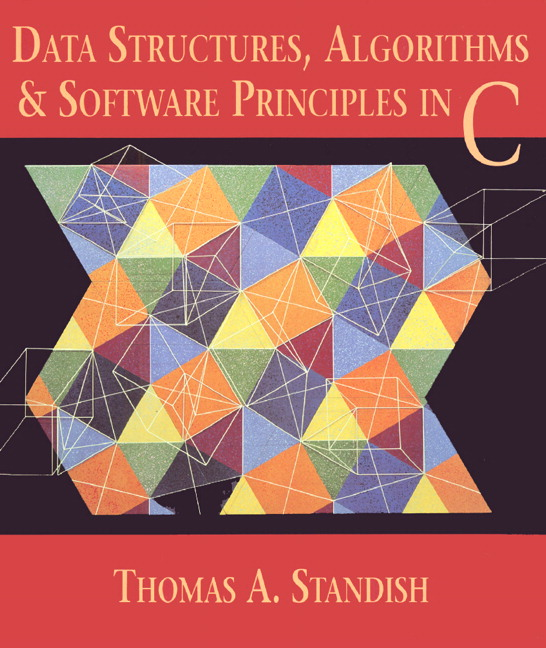 DATA STRUCTURES, ALGORITHMS
& SOFTWARE PRINCIPLES IN C
THOMAS A. STANDISH